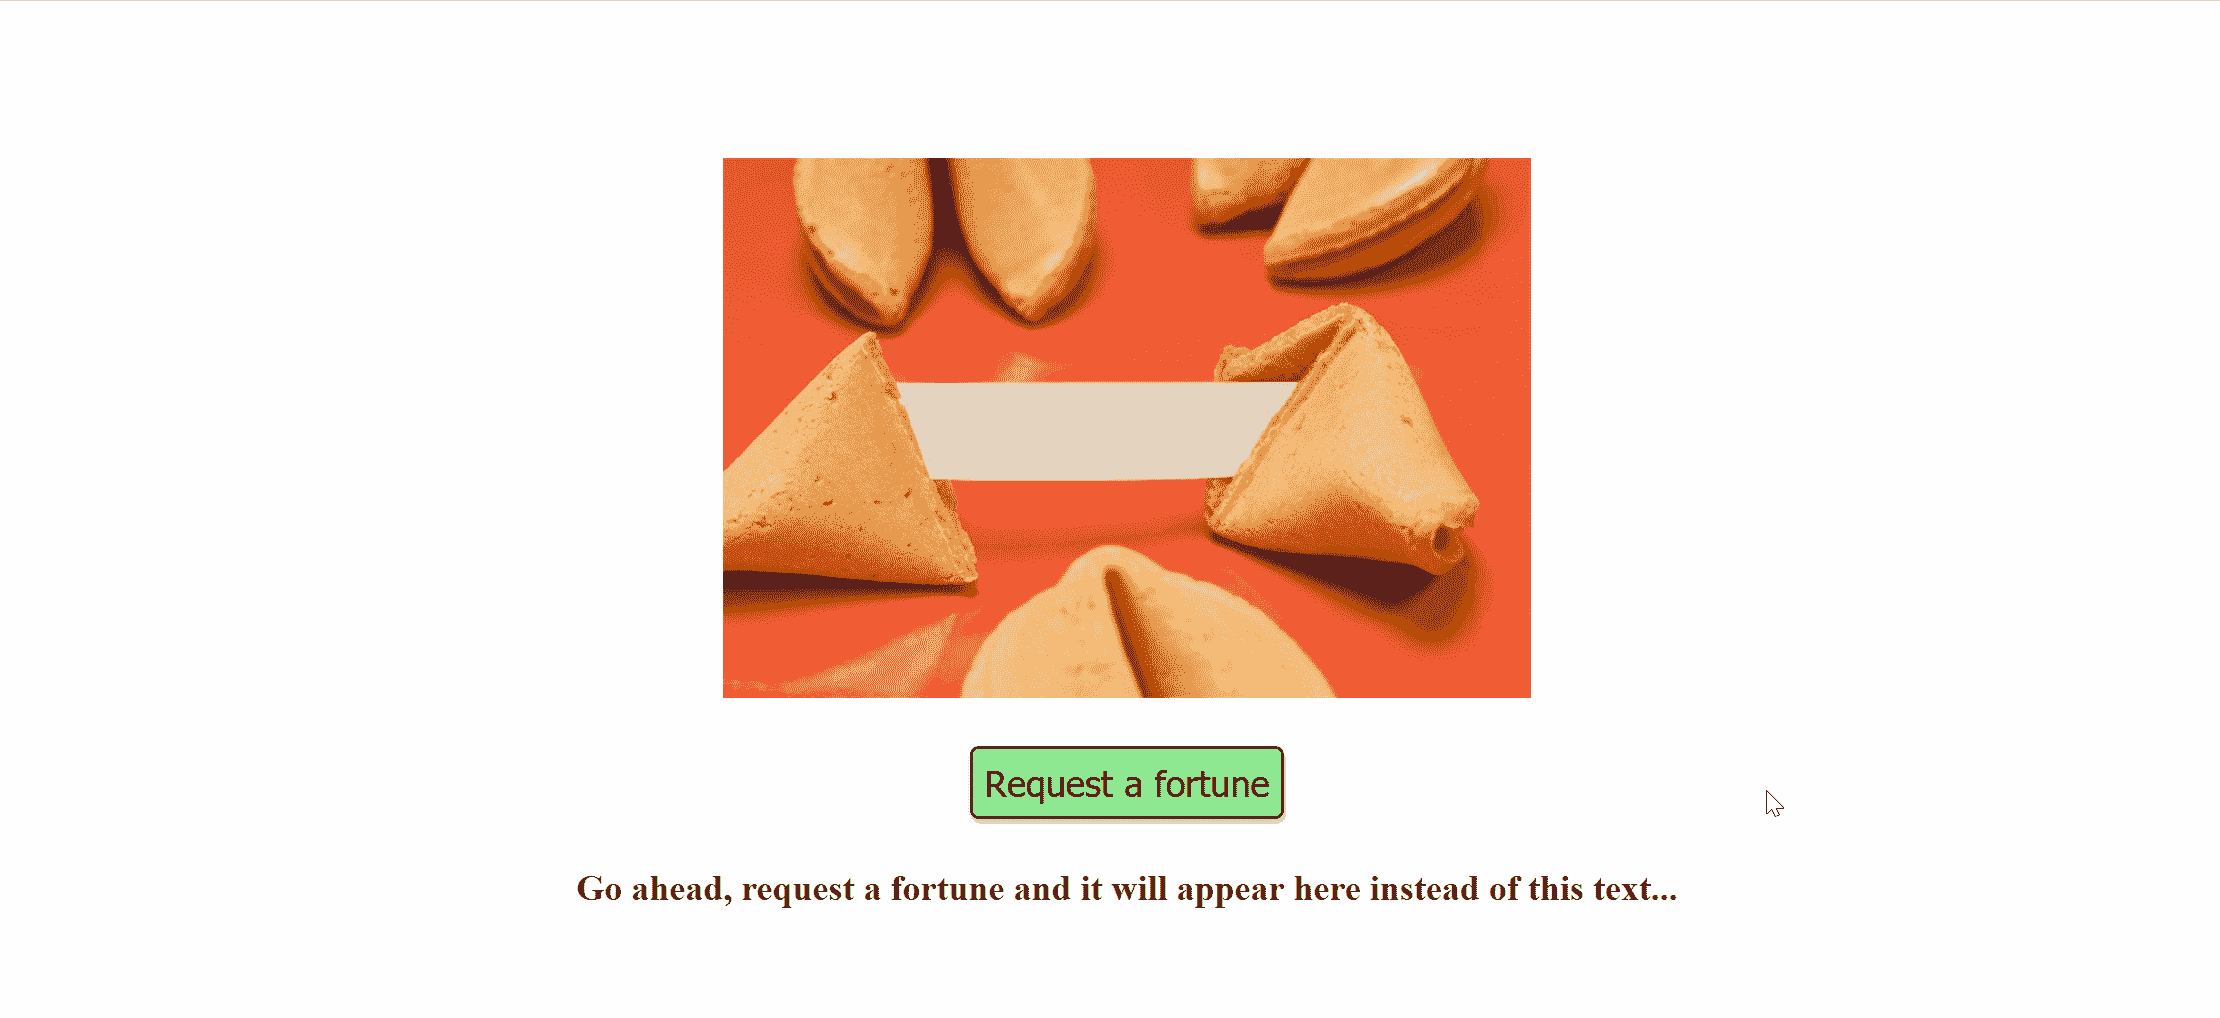 Request a fortune
Go ahead, request a fortune and it will appear here instead of this text...